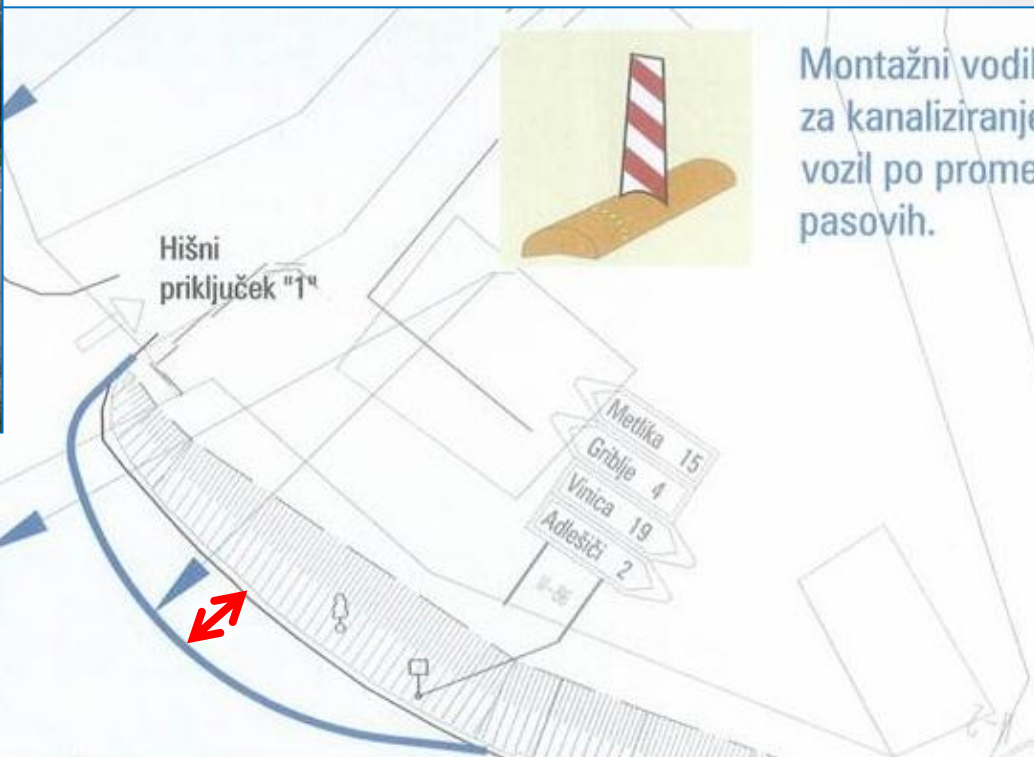 Montažni vodil
za kanaliziranje
vozil po prome
pasovih.
Hišni
priključek "1"
Metlika 15
Griblje 4
Vinica 19
Adlešiči 2